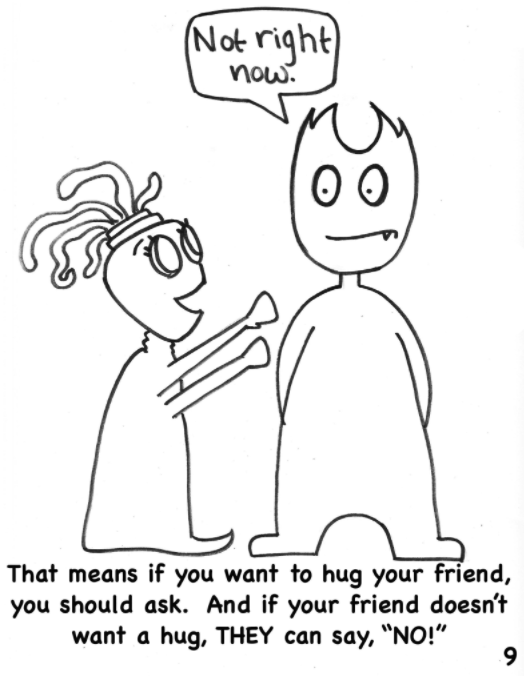 Not right
now.
That means if you want to hug your friend,
you should ask. And if your friend doesn't
want a hug, THEY can say, "NO!"
9